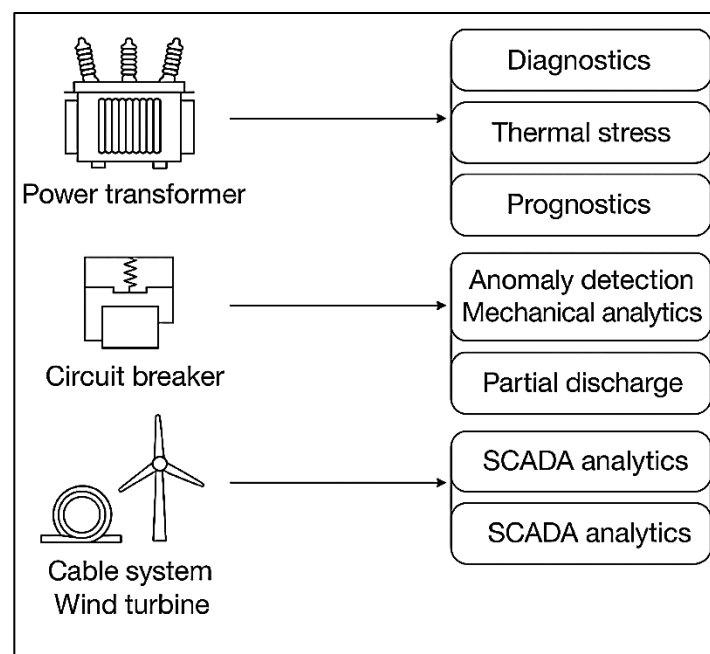 Diagnostics
Thermal stress
Prognostics
Power transformer
Anomaly detection
Mechanical analytics
Partial discharge
Circuit breaker
SCADA analytics
SCADA analytics
Cable system
Wind turbine